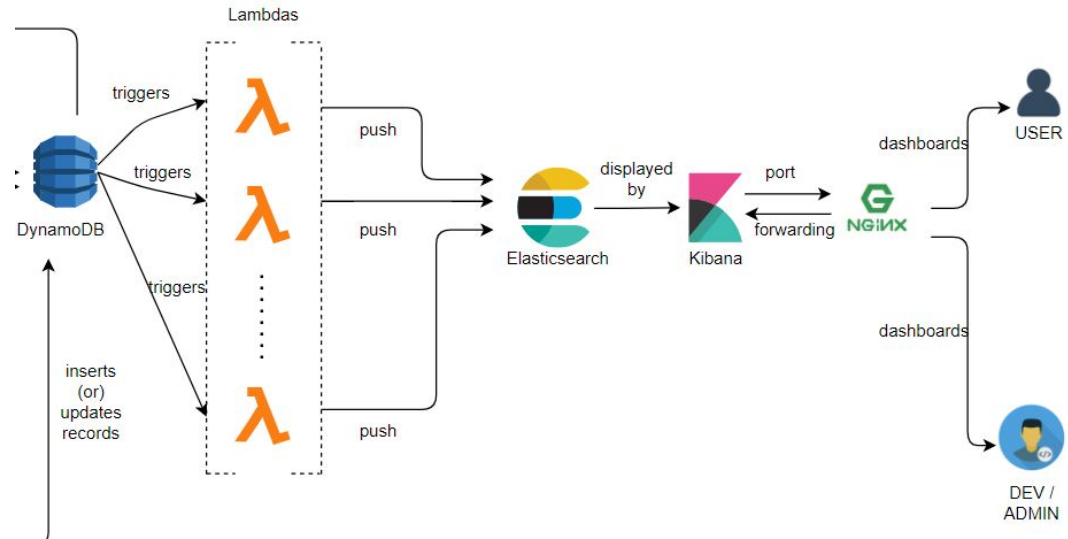 Lambdas
triggers
push
triggers
push
triggers
push
DynamoDB
inserts
(or)
updates
records
Elasticsearch
displayed
by
Kibana
port
forwarding
NGiNX
dashboards
USER
dashboards
DEV /
ADMIN